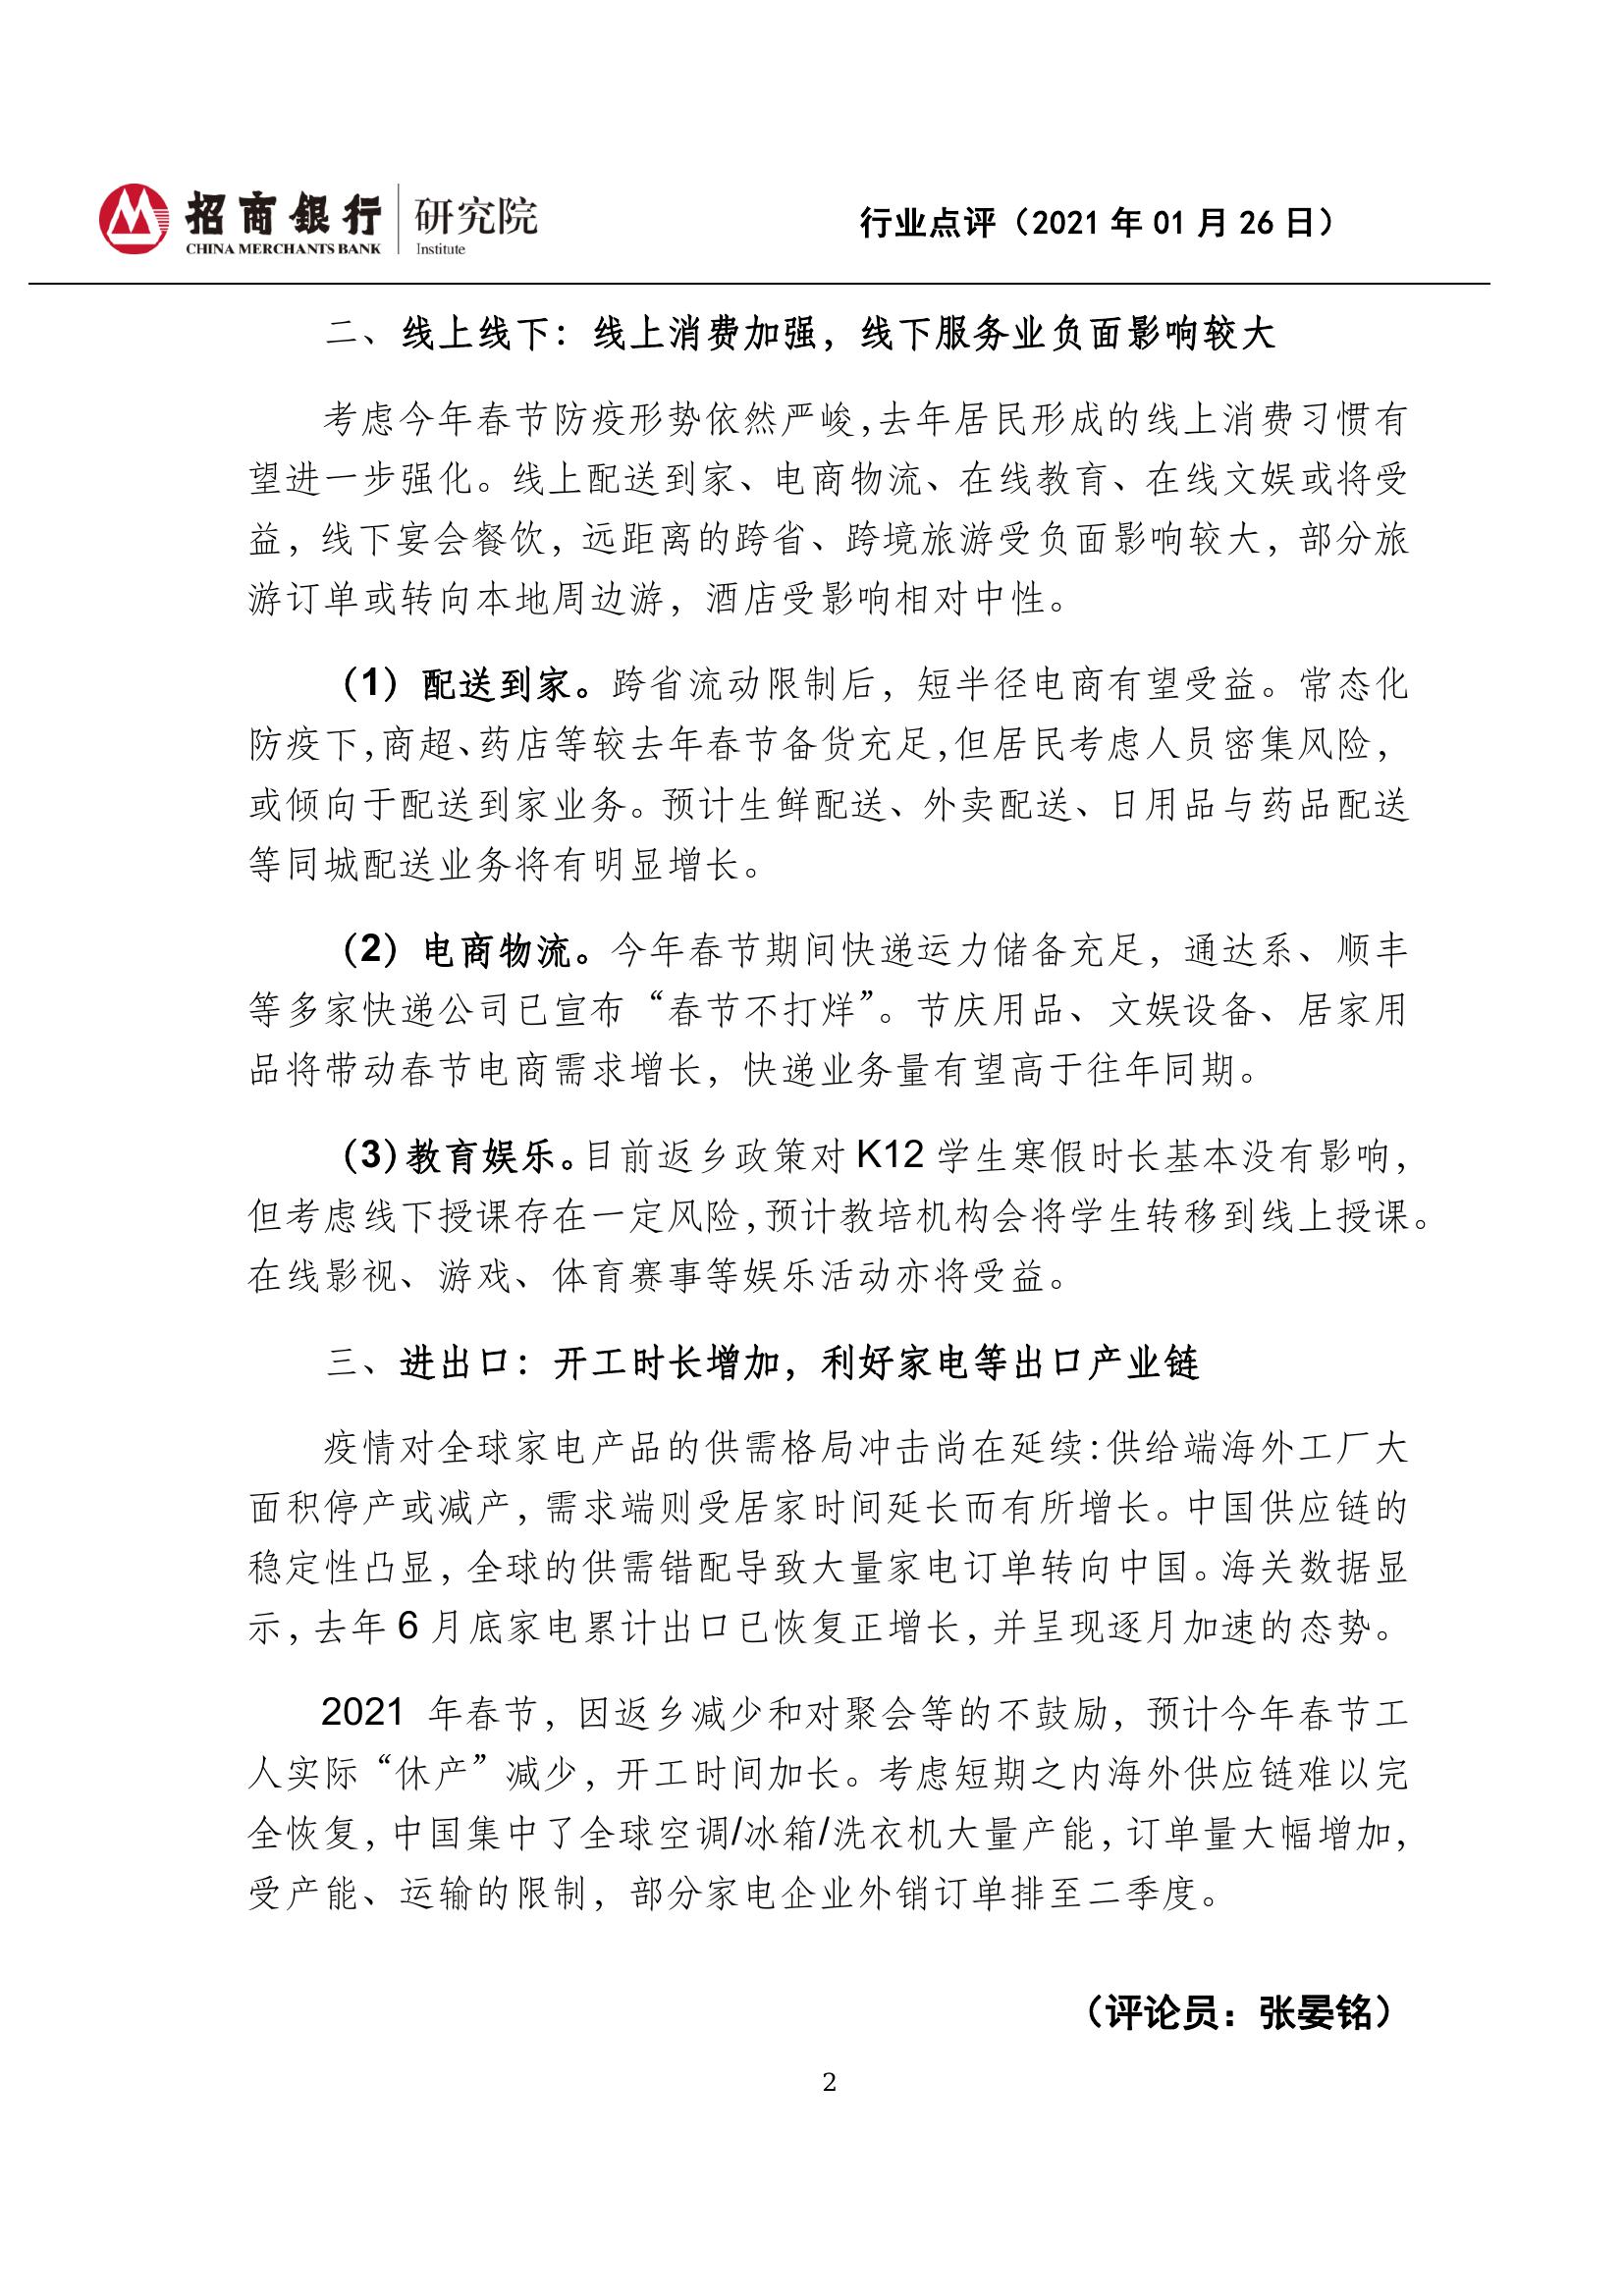 招商银行 研究院
CHINA MERCHANTS BANK Institute
行业点评（2021 年 01 月 26 日）
二、线上线下：线上消费加强，线下服务业负面影响较大
考虑今年春节防疫形势依然严峻，去年居民形成的线上消费习惯有
望进一步强化。线上配送到家、电商物流、在线教育、在线文娱或将受
益，线下宴会餐饮，远距离的跨省、跨境旅游受负面影响较大，部分旅
游订单或转向本地周边游，酒店受影响相对中性。
（1）配送到家。跨省流动限制后，短半径电商有望受益。常态化
防疫下，商超、药店等较去年春节备货充足，但居民考虑人员密集风险，
或倾向于配送到家业务。预计生鲜配送、外卖配送、日用品与药品配送
等同城配送业务将有明显增长。
（2）电商物流。今年春节期间快递运力储备充足，通达系、顺丰
等多家快递公司已宣布“春节不打烊”。节庆用品、文娱设备、居家用
品将带动春节电商需求增长，快递业务量有望高于往年同期。
（3）教育娱乐。目前返乡政策对 K12 学生寒假时长基本没有影响，
但考虑线下授课存在一定风险，预计教培机构会将学生转移到线上授课。
在线影视、游戏、体育赛事等娱乐活动亦将受益。
三、进出口：开工时长增加，利好家电等出口产业链
疫情对全球家电产品的供需格局冲击尚在延续：供给端海外工厂大
面积停产或减产，需求端则受居家时间延长而有所增长。中国供应链的
稳定性凸显，全球的供需错配导致大量家电订单转向中国。海关数据显
示，去年 6 月底家电累计出口已恢复正增长，并呈现逐月加速的态势。
2021 年春节，因返乡减少和对聚会等的不鼓励，预计今年春节工
人实际“休产”减少，开工时间加长。考虑短期之内海外供应链难以完
全恢复，中国集中了全球空调/冰箱/洗衣机大量产能，订单量大幅增加，
受产能、运输的限制，部分家电企业外销订单排至二季度。
（评论员：张晏铭）
2